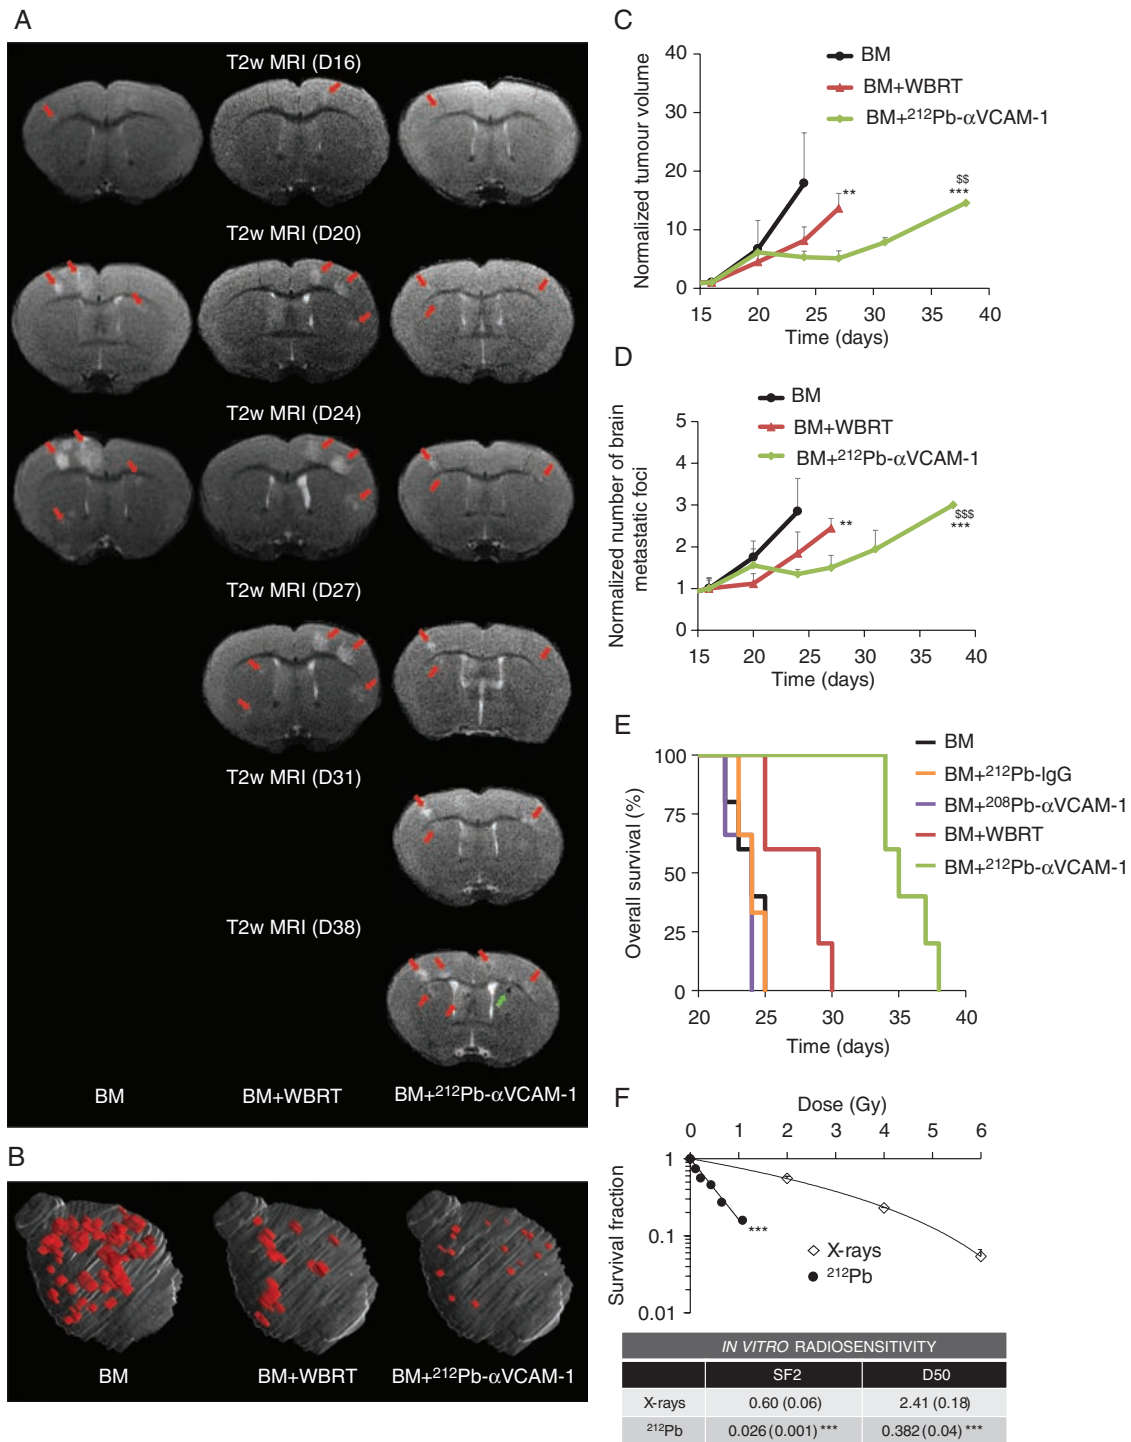 A
T2w MRI (D16)
T2w MRI (D20)
T2w MRI (D24)
T2w MRI (D27)
T2w MRI (D31)
T2w MRI (D38)
BM
BM+WBRT
BM+²¹²Pb-αVCAM-1
B
BM
BM+WBRT
BM+²¹²Pb-αVCAM-1
C
BM
BM+WBRT
BM+²¹²Pb-αVCAM-1
Normalized tumour volume
40
30
20
10
0
**
$$
***
15 20 25 30 35 40
Time (days)
D
BM
BM+WBRT
BM+²¹²Pb-αVCAM-1
Normalized number of brain
metastatic foci
5
4
3
2
1
0
**
$$$
***
15 20 25 30 35 40
Time (days)
E
BM
BM+²¹²Pb-IgG
BM+²⁰⁸Pb-αVCAM-1
BM+WBRT
BM+²¹²Pb-αVCAM-1
Overall survival (%)
100
75
50
25
0
20 25 30 35 40
Time (days)
F
Dose (Gy)
0 1 2 3 4 5 6
Survival fraction
1
0.1
0.01
***
X-rays
²¹²Pb
IN VITRO RADIOSENSITIVITY
SF2 D50
X-rays 0.60 (0.06) 2.41 (0.18)
²¹²Pb 0.026 (0.001) *** 0.382 (0.04) ***